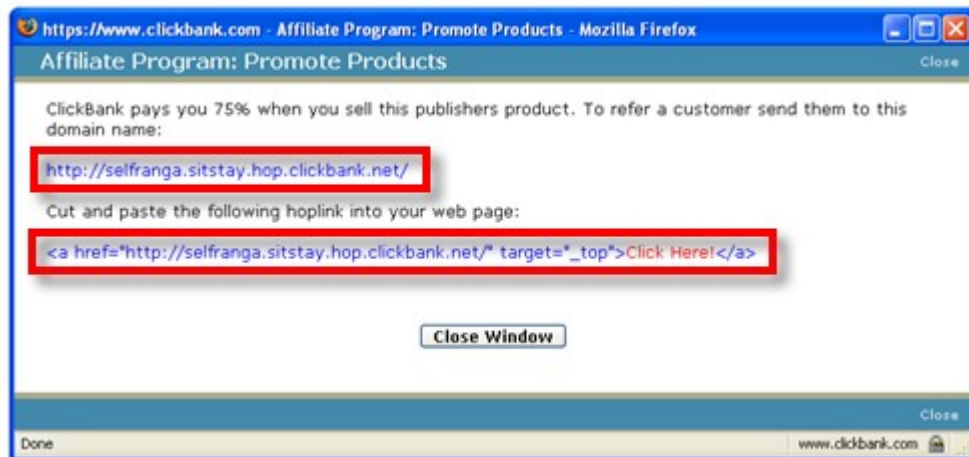 https://www.clickbank.com - Affiliate Program: Promote Products - Mozilla Firefox
Affiliate Program: Promote Products Close
ClickBank pays you 75% when you sell this publishers product. To refer a customer send them to this
domain name:
http://selfranga.sitstay.hop.clickbank.net/
Cut and paste the following hoplink into your web page:
<a href="http://selfranga.sitstay.hop.clickbank.net/" target="_top">Click Here!</a>
Close Window
Close
Done www.clickbank.com